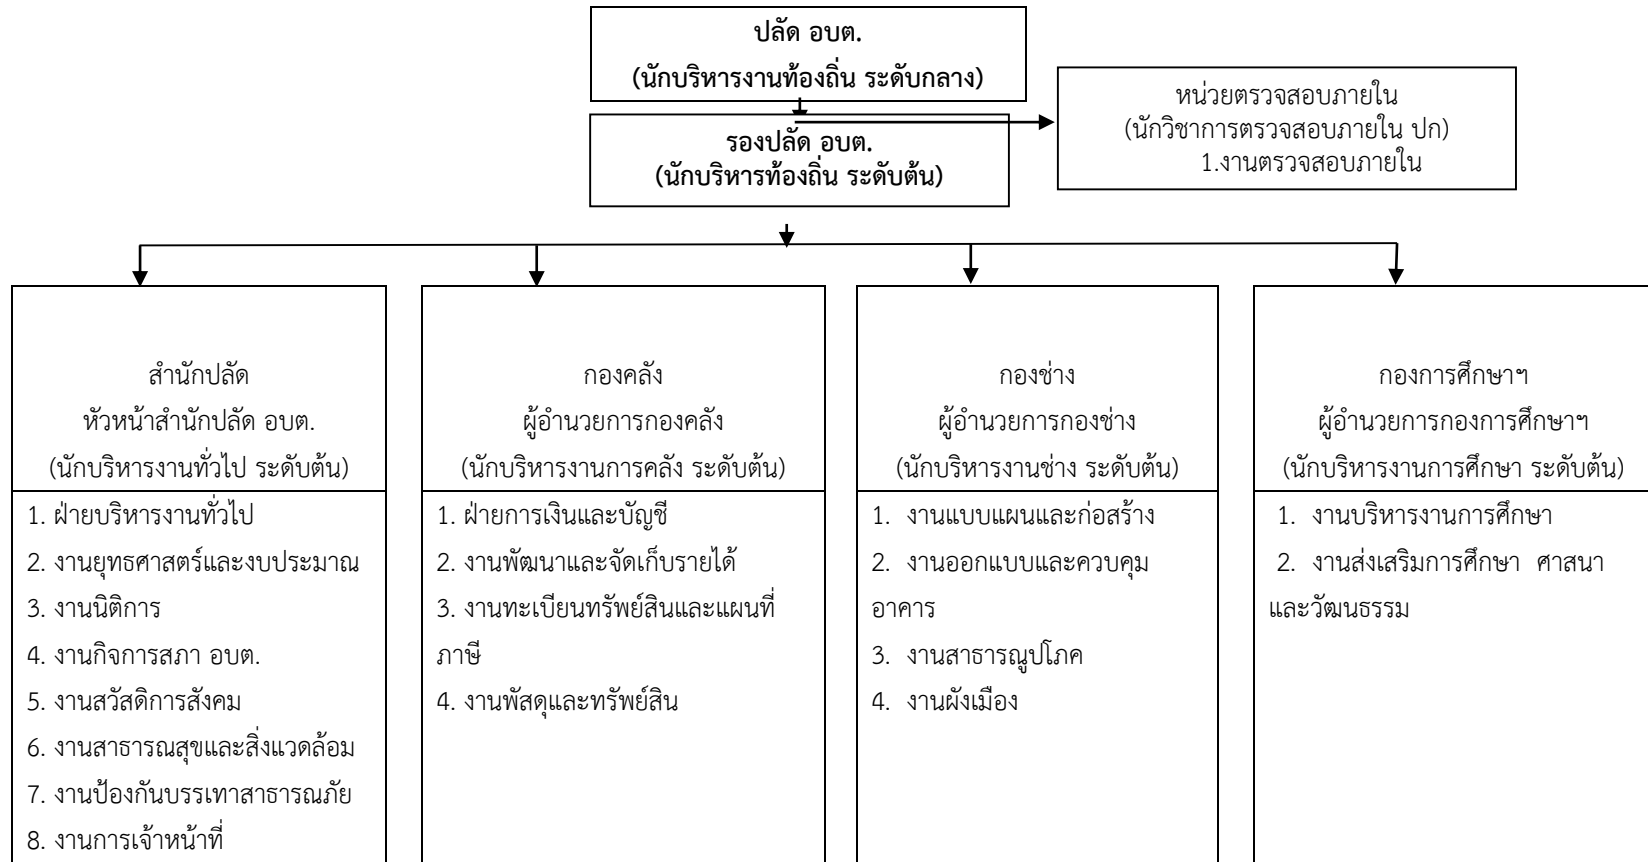 ปลัด อบต.
(นักบริหารงานท้องถิ่น ระดับกลาง)
หน่วยตรวจสอบภายใน
(นักวิชาการตรวจสอบภายใน ปก)
1.งานตรวจสอบภายใน
รองปลัด อบต.
(นักบริหารท้องถิ่น ระดับต้น)
สำนักปลัด
หัวหน้าสำนักปลัด อบต.
(นักบริหารงานทั่วไป ระดับต้น)
1. ฝ่ายบริหารงานทั่วไป
2. งานยุทธศาสตร์และงบประมาณ
3. งานนิติการ
4. งานกิจการสภา อบต.
5. งานสวัสดิการสังคม
6. งานสาธารณสุขและสิ่งแวดล้อม
7. งานป้องกันบรรเทาสาธารณภัย
8. งานการเจ้าหน้าที่
กองคลัง
ผู้อำนวยการกองคลัง
(นักบริหารงานการคลัง ระดับต้น)
1. ฝ่ายการเงินและบัญชี
2. งานพัฒนาและจัดเก็บรายได้
3. งานทะเบียนทรัพย์สินและแผนที่
ภาษี
4. งานพัสดุและทรัพย์สิน
กองช่าง
ผู้อำนวยการกองช่าง
(นักบริหารงานช่าง ระดับต้น)
1. งานแบบแผนและก่อสร้าง
2. งานออกแบบและควบคุม
อาคาร
3. งานสาธารณูปโภค
4. งานผังเมือง
กองการศึกษาฯ
ผู้อำนวยการกองการศึกษาฯ
(นักบริหารงานการศึกษา ระดับต้น)
1. งานบริหารงานการศึกษา
2. งานส่งเสริมการศึกษา ศาสนา
และวัฒนธรรม